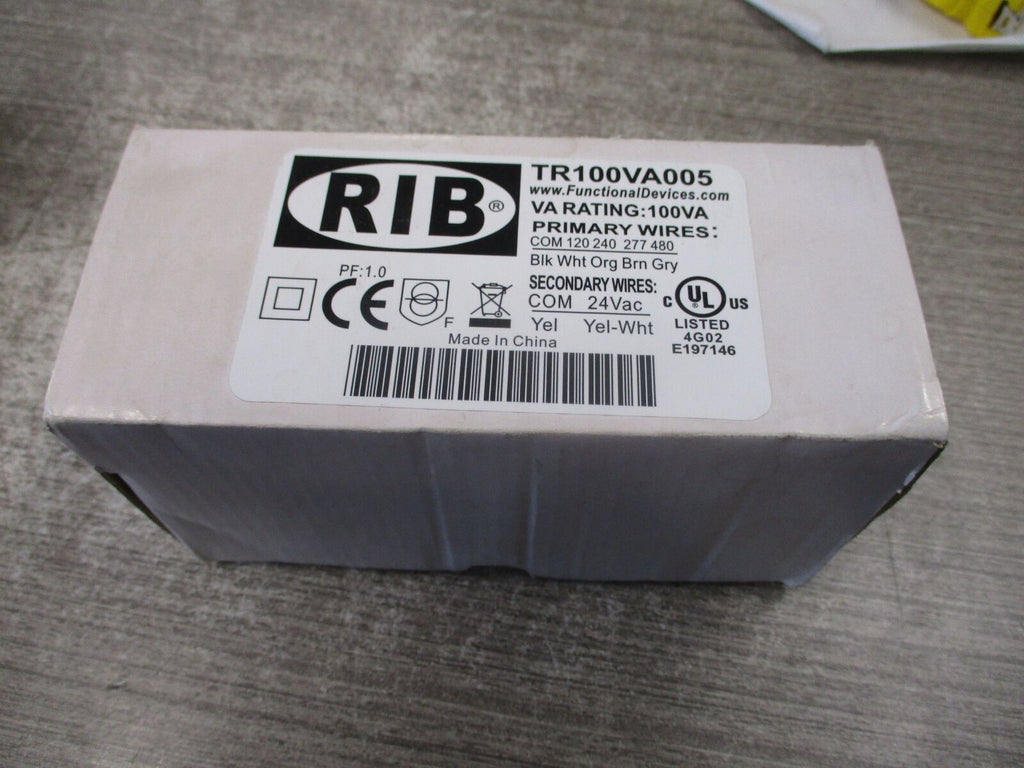 RIB®
TR100VA005
www.FunctionalDevices.com
VA RATING:100VA
PRIMARY WIRES:
COM 120 240 277 480
Blk Wht Org Brn Gry
SECONDARY WIRES:
COM 24Vac
Yel Yel-Wht
PF:1.0
CE
F
Made In China
c UL® US
LISTED
4G02
E197146